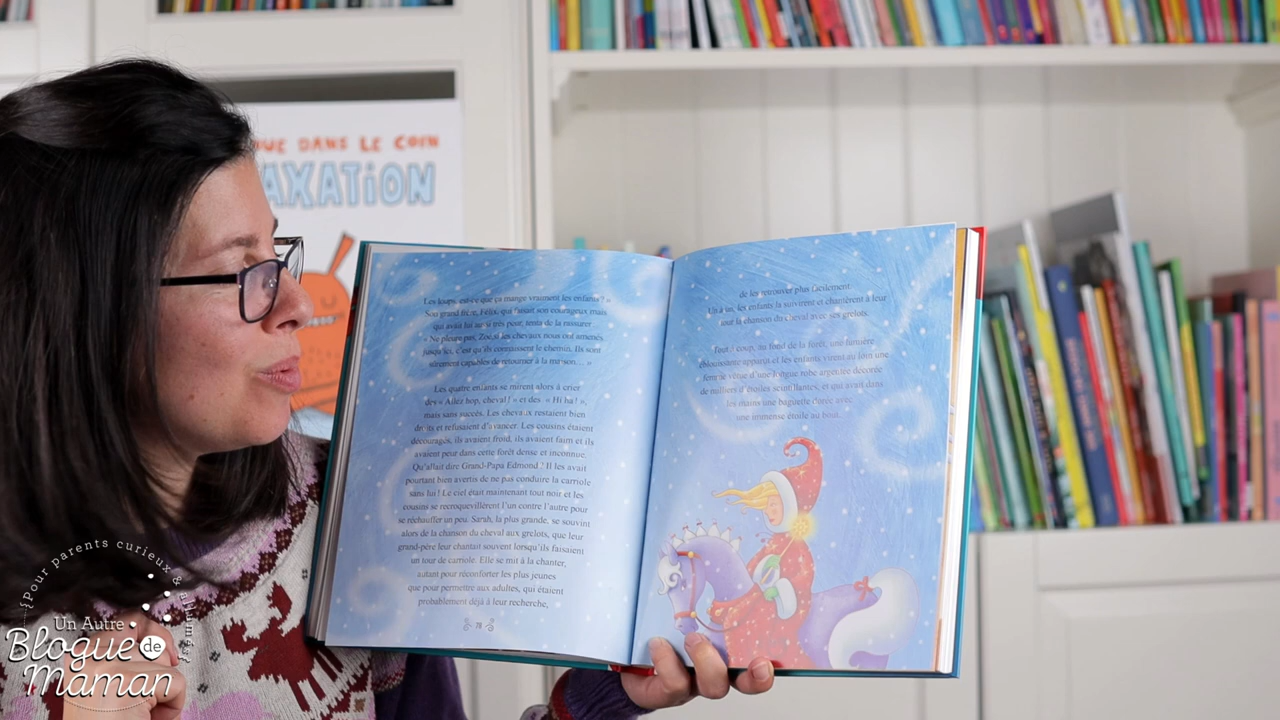 UE DANS LE COIN
AXATION
Les loups, est-ce que ça mange vraiment les enfants ? »
Son grand frère, Félix, qui faisait son courageux mais
qui avait lui aussi très peur, tenta de la rassurer :
« Ne pleure pas, Zoé, si les chevaux nous ont amenés
jusqu'ici, c'est qu'ils connaissent le chemin. Ils sont
sûrement capables de retourner à la maison... »
Les quatre enfants se mirent alors à crier
des « Allez hop, cheval ! » et des « Hi ha ! »,
mais sans succès. Les chevaux restaient bien
droits et refusaient d'avancer. Les cousins étaient
découragés, ils avaient froid, ils avaient faim et ils
avaient peur dans cette forêt dense et inconnue.
Qu'allait dire Grand-Papa Edmond ? Il les avait
pourtant bien avertis de ne pas conduire la carriole
sans lui ! Le ciel était maintenant tout noir et les
cousins se recroquevillèrent l'un contre l'autre pour
se réchauffer un peu. Sarah, la plus grande, se souvint
alors de la chanson du cheval aux grelots, que leur
grand-père leur chantait souvent lorsqu'ils faisaient
un tour de carriole. Elle se mit à la chanter,
autant pour réconforter les plus jeunes
que pour permettre aux adultes, qui étaient
probablement déjà à leur recherche,
78
de les retrouver plus facilement.
Un à un, les enfants la suivirent et chantèrent à leur
tour la chanson du cheval avec ses grelots.
Tout à coup, au fond de la forêt, une lumière
éblouissante apparut et les enfants virent au loin une
femme vêtue d'une longue robe argentée décorée
de milliers d'étoiles scintillantes, et qui avait dans
les mains une baguette dorée avec
une immense étoile au bout.
{Pour parents curieux & allumés}
Un Autre
Blogue de
Maman